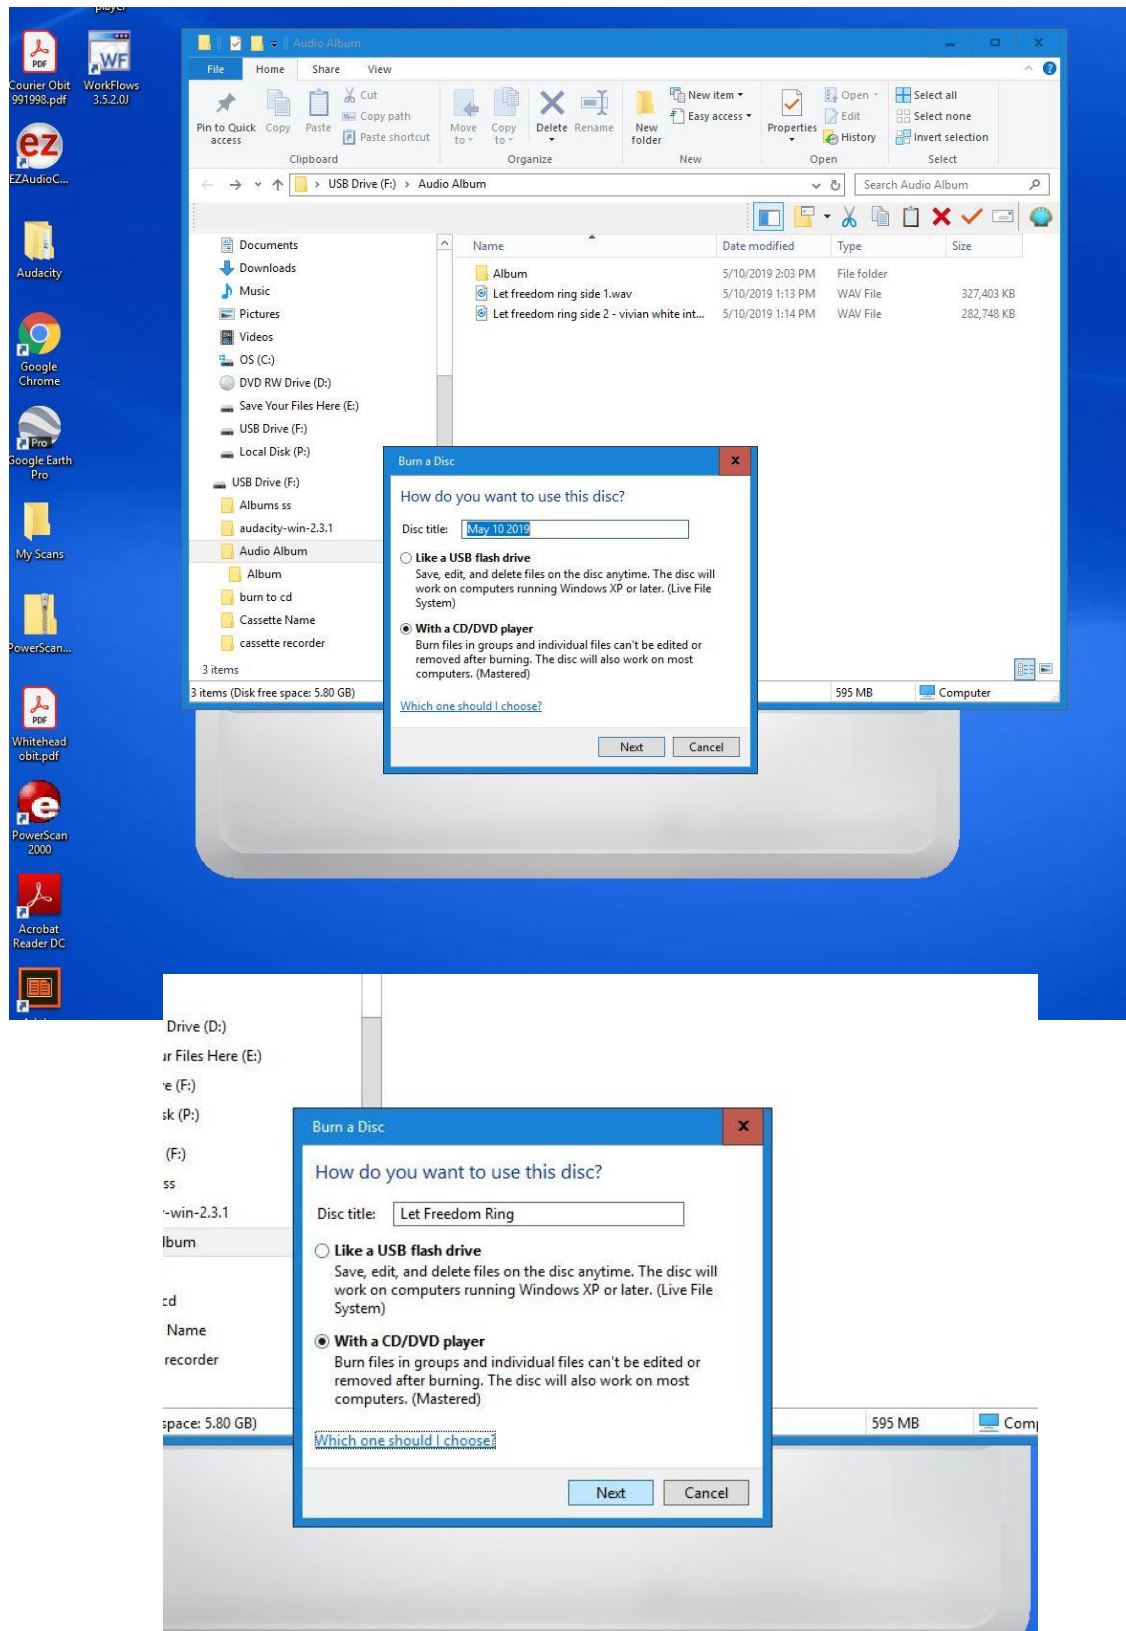 player
Courier Obit
991998.pdf
WorkFlows
3.5.2.0J
EZAudioC...
Audacity
Google
Chrome
Google Earth
Pro
My Scans
PowerScan...
Whitehead
obit.pdf
PowerScan
2000
Acrobat
Reader DC
Audio Album
File Home Share View
Pin to Quick
access
Copy
Paste
Cut
Copy path
Paste shortcut
Move
to
Copy
to
Delete
Rename
New
folder
New item
Easy access
Properties
Open
Edit
History
Select all
Select none
Invert selection
Clipboard Organize New Open Select
USB Drive (F:) > Audio Album
Search Audio Album
Name Date modified Type Size
Album 5/10/2019 2:03 PM File folder
Let freedom ring side 1.wav 5/10/2019 1:13 PM WAV File 327,403 KB
Let freedom ring side 2 - vivian white int... 5/10/2019 1:14 PM WAV File 282,748 KB
Documents
Downloads
Music
Pictures
Videos
OS (C:)
DVD RW Drive (D:)
Save Your Files Here (E:)
USB Drive (F:)
Local Disk (P:)
USB Drive (F:)
Albums ss
audacity-win-2.3.1
Audio Album
Album
burn to cd
Cassette Name
cassette recorder
3 items
3 items (Disk free space: 5.80 GB) 595 MB Computer
Burn a Disc
How do you want to use this disc?
Disc title: May 10 2019
Like a USB flash drive
Save, edit, and delete files on the disc anytime. The disc will
work on computers running Windows XP or later. (Live File
System)
With a CD/DVD player
Burn files in groups and individual files can't be edited or
removed after burning. The disc will also work on most
computers. (Mastered)
Which one should I choose?
Next Cancel
Drive (D:)
ur Files Here (E:)
e (F:)
sk (P:)
(F:)
ss
-win-2.3.1
lbum
cd
Name
recorder
space: 5.80 GB) 595 MB Comp
Burn a Disc
How do you want to use this disc?
Disc title: Let Freedom Ring
Like a USB flash drive
Save, edit, and delete files on the disc anytime. The disc will
work on computers running Windows XP or later. (Live File
System)
With a CD/DVD player
Burn files in groups and individual files can't be edited or
removed after burning. The disc will also work on most
computers. (Mastered)
Which one should I choose?
Next Cancel